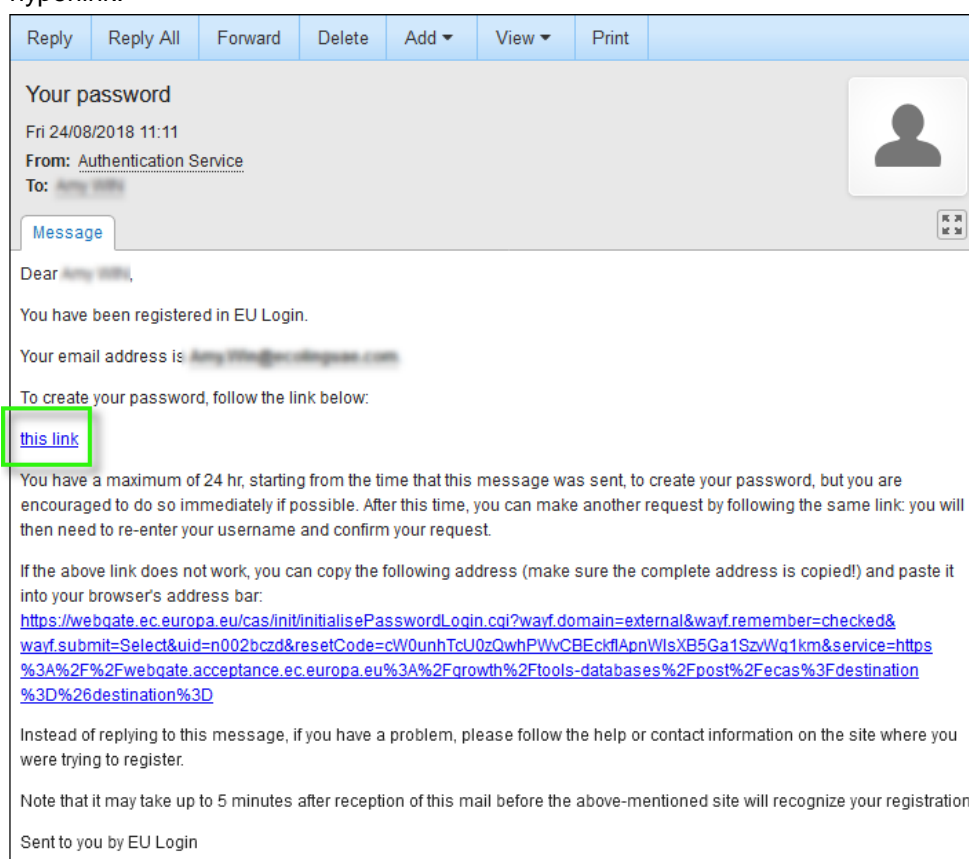 Reply Reply All Forward Delete Add View Print
Your password
Fri 24/08/2018 11:11
From: Authentication Service
To:
Message
Dear ,
You have been registered in EU Login.
Your email address is
To create your password, follow the link below:
this link
You have a maximum of 24 hr, starting from the time that this message was sent, to create your password, but you are
encouraged to do so immediately if possible. After this time, you can make another request by following the same link: you will
then need to re-enter your username and confirm your request.
If the above link does not work, you can copy the following address (make sure the complete address is copied!) and paste it
into your browser's address bar:
https://webgate.ec.europa.eu/cas/init/initialisePasswordLogin.cgi?wayf.domain=external&wayf.remember=checked&
wayf.submit=Select&uid=n002bczd&resetCode=cW0unhTcU0zQwhPWvCBEckflApnWIsXB5Ga1SzvWq1km&service=https
%3A%2F%2Fwebgate.acceptance.ec.europa.eu%3A%2Fgrowth%2Ftools-databases%2Fpost%2Fecas%3Fdestination
%3D%26destination%3D
Instead of replying to this message, if you have a problem, please follow the help or contact information on the site where you
were trying to register.
Note that it may take up to 5 minutes after reception of this mail before the above-mentioned site will recognize your registration
Sent to you by EU Login